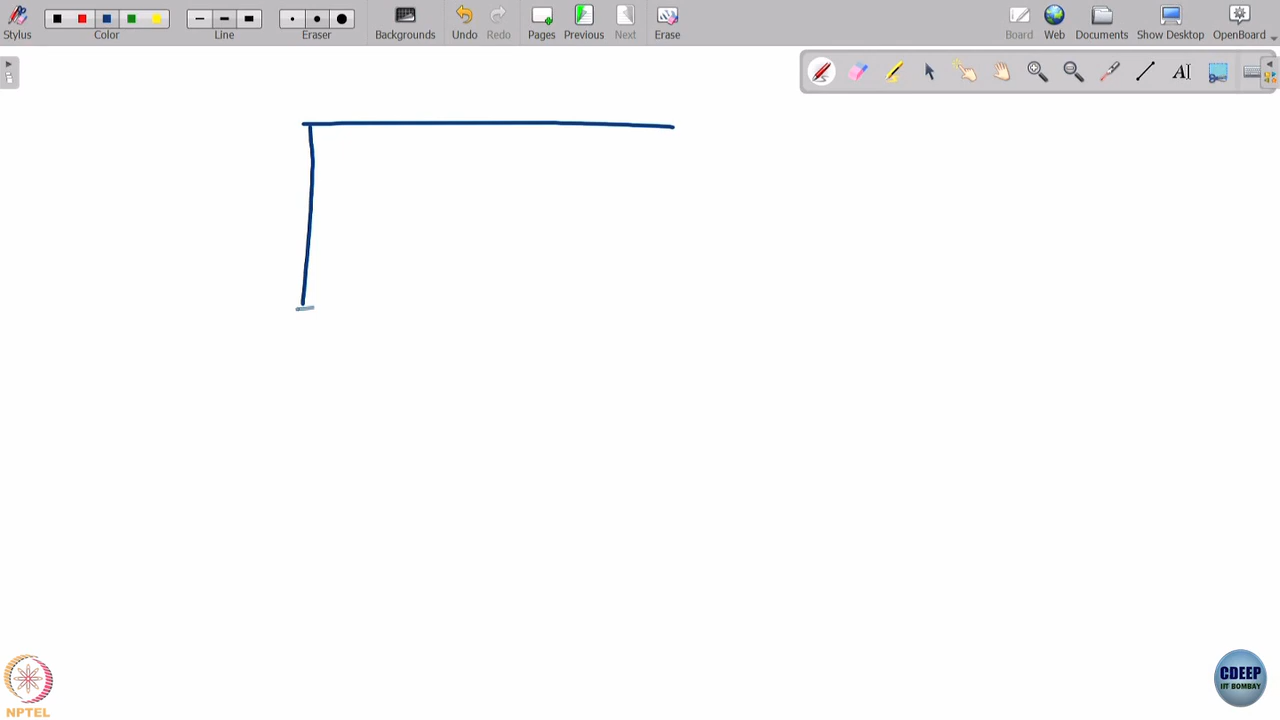 Stylus
Color
Line
Eraser
Backgrounds
Undo
Redo
Pages
Previous
Next
Erase
Board
Web
Documents
Show Desktop
OpenBoard
AI
NPTEL
CDEEP
IIT BOMBAY